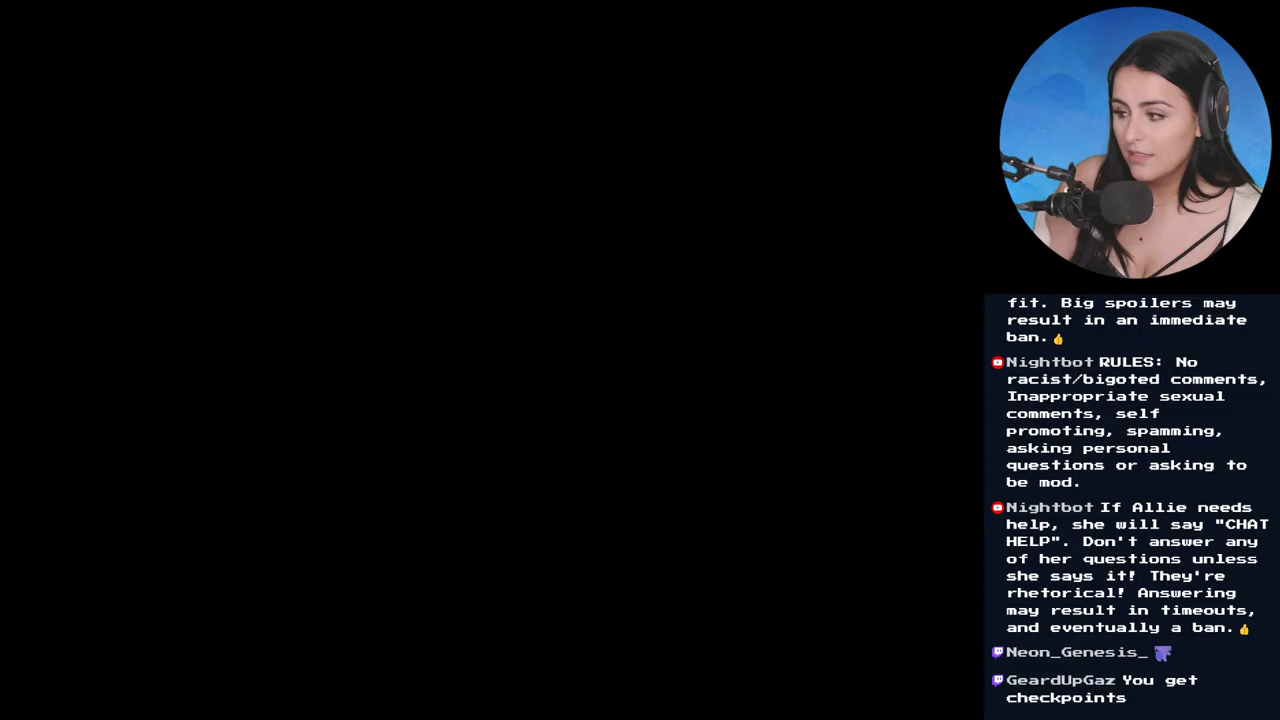 fit. Big spoilers may
result in an immediate
ban.
Nightbot RULES: No
racist/bigoted comments,
Inappropriate sexual
comments, self
promoting, spamming,
asking personal
questions or asking to
be mod.
Nightbot If Allie needs
help, she will say "CHAT
HELP". Don't answer any
of her questions unless
she says it! They're
rhetorical! Answering
may result in timeouts,
and eventually a ban.
Neon_Genesis_
GeardUpGaz You get
checkpoints